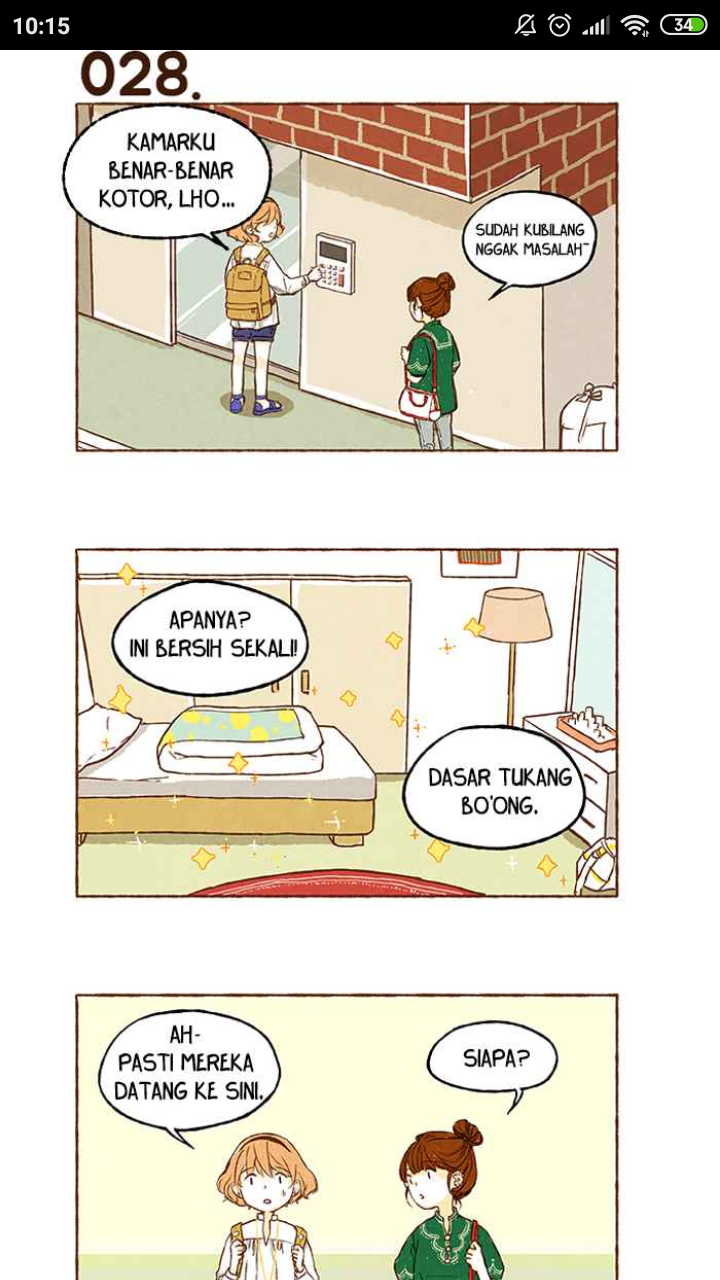 10:15
34
028.
KAMARKU
BENAR-BENAR
KOTOR, LHO...
SUDAH KUBILANG
NGGAK MASALAH~
APANYA?
INI BERSIH SEKALI!
DASAR TUKANG
BO'ONG.
AH-
PASTI MEREKA
DATANG KE SINI.
SIAPA?